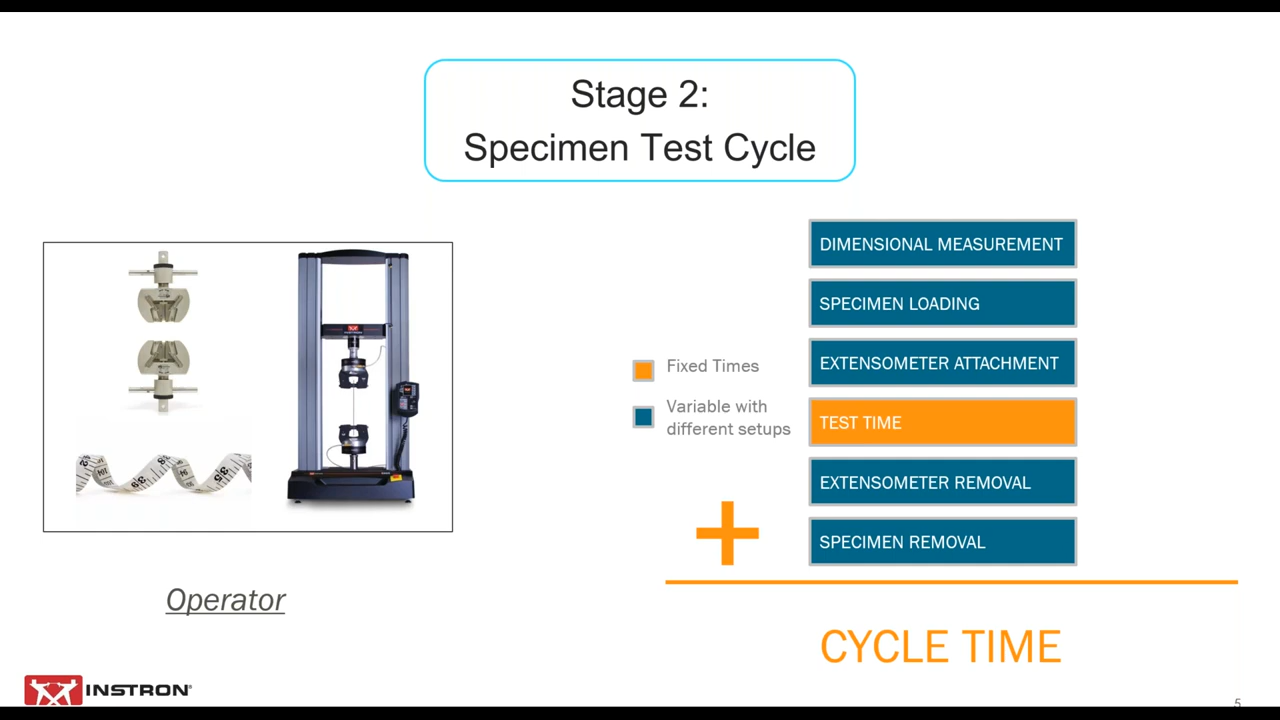 Stage 2:
Specimen Test Cycle
DIMENSIONAL MEASUREMENT
SPECIMEN LOADING
EXTENSOMETER ATTACHMENT
TEST TIME
EXTENSOMETER REMOVAL
SPECIMEN REMOVAL
Fixed Times
Variable with
different setups
+
CYCLE TIME
Operator
INSTRON®
5